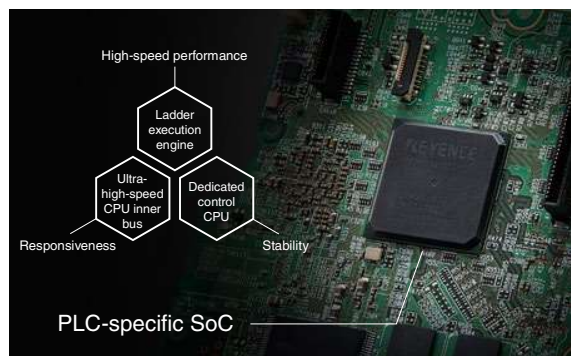 High-speed performance
Ladder
execution
engine
Ultra-
high-speed
CPU inner
bus
Dedicated
control
CPU
Responsiveness
Stability
KEYENCE
PLC-specific SoC